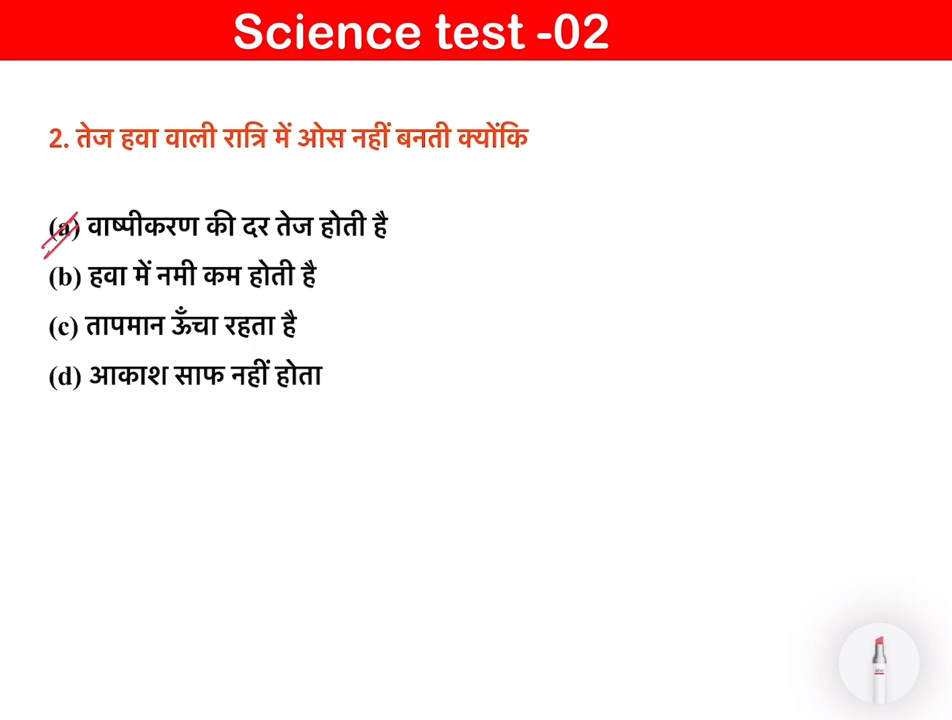 Science test -02
2. तेज हवा वाली रात्रि में ओस नहीं बनती क्योंकि
(a) वाष्पीकरण की दर तेज होती है
(b) हवा में नमी कम होती है
(c) तापमान ऊँचा रहता है
(d) आकाश साफ नहीं होता